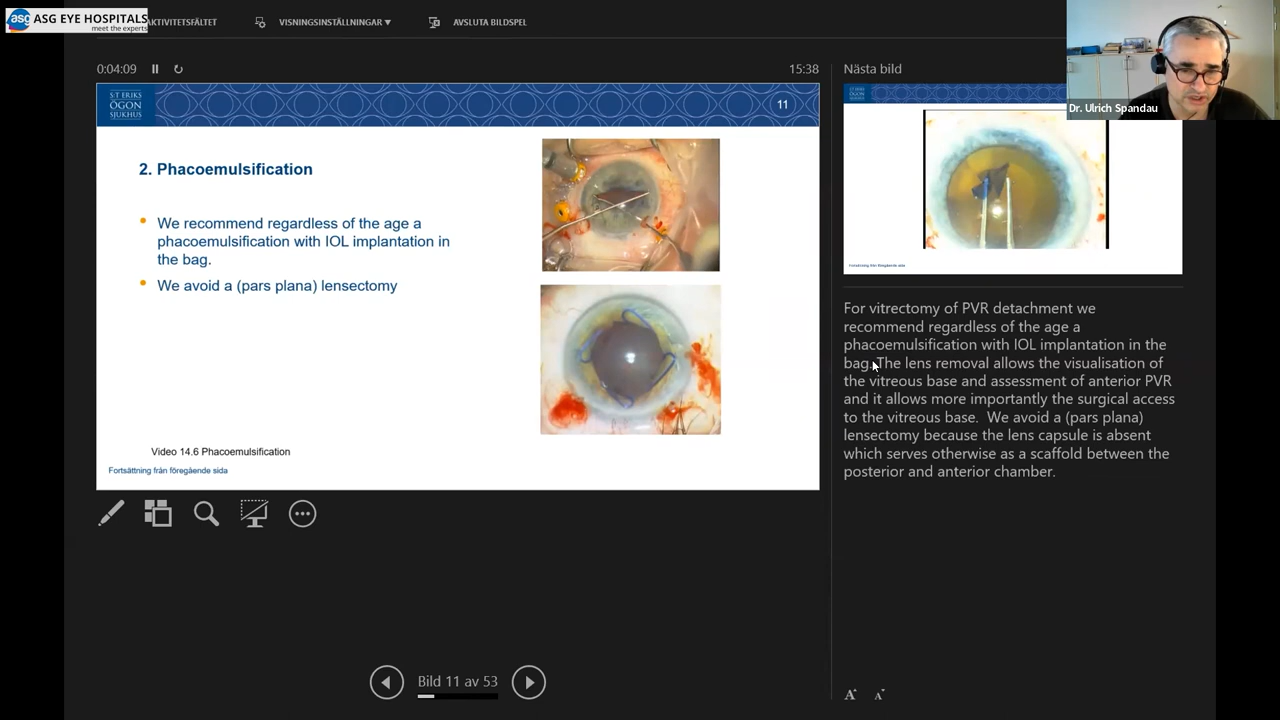 asg ASG EYE HOSPITALS
meet the experts
AKTIVITETSFÄLTET
VISNINGSINSTÄLLNINGAR
AVSLUTA BILDSPEL
0:04:09
15:38
Nästa bild
Dr. Ulrich Spandau
S:T ERIKS
ÖGON
SJUKHUS
11
2. Phacoemulsification
We recommend regardless of the age a
phacoemulsification with IOL implantation in
the bag.
We avoid a (pars plana) lensectomy
Video 14.6 Phacoemulsification
Fortsättning från föregående sida
Fortsättning från föregående sida
For vitrectomy of PVR detachment we
recommend regardless of the age a
phacoemulsification with IOL implantation in the
bag. The lens removal allows the visualisation of
the vitreous base and assessment of anterior PVR
and it allows more importantly the surgical access
to the vitreous base. We avoid a (pars plana)
lensectomy because the lens capsule is absent
which serves otherwise as a scaffold between the
posterior and anterior chamber.
Bild 11 av 53
A A